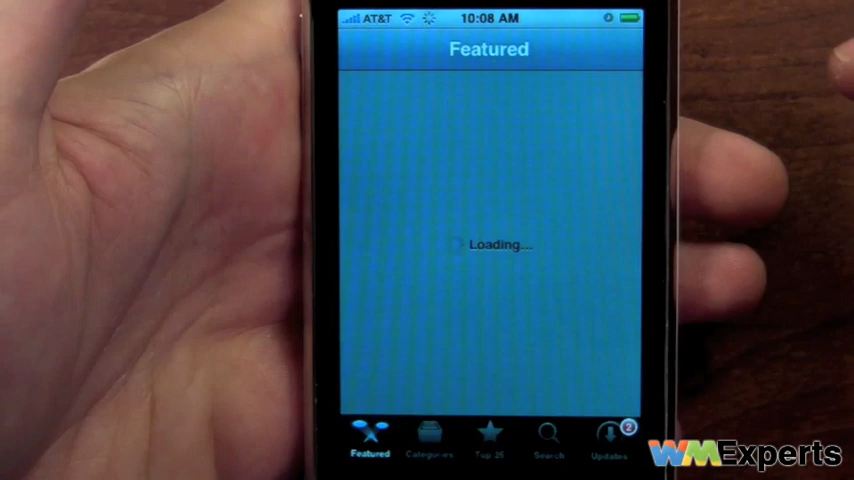 AT&T 10:08 AM
Featured
Loading...
Featured Categories Top 25 Search Updates
2
WMExperts